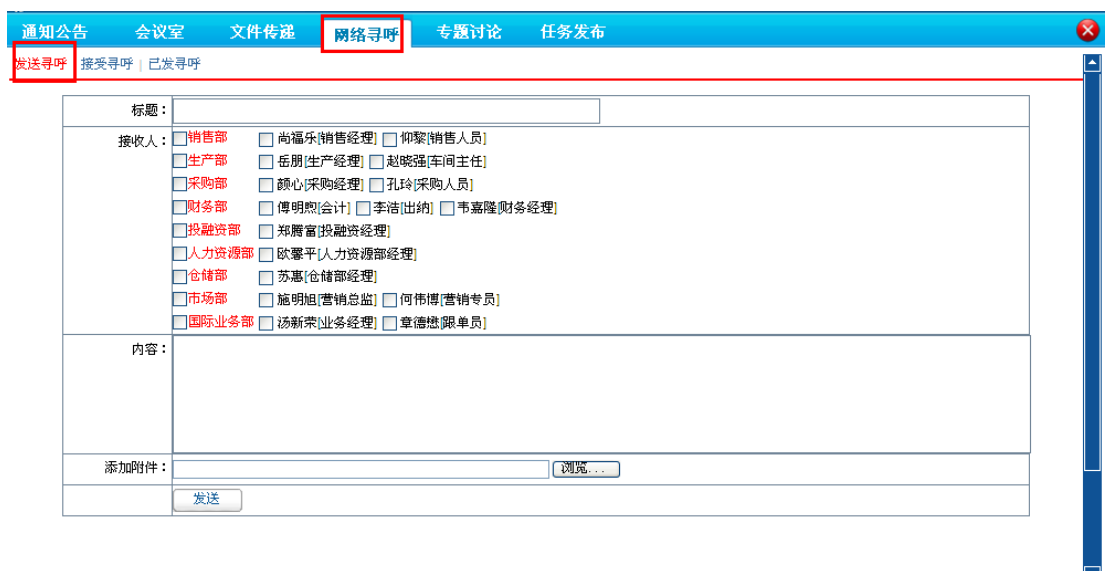 通知公告 会议室 文件传递 网络寻呼 专题讨论 任务发布
发送寻呼 接受寻呼 | 已发寻呼
标题：
接收人： 销售部 尚福乐[销售经理] 仰黎[销售人员]
生产部 岳朋[生产经理] 赵晓强[车间主任]
采购部 颜心[采购经理] 孔玲[采购人员]
财务部 傅明煦[会计] 李洁[出纳] 韦嘉隆[财务经理]
投融资部 郑腾富[投融资经理]
人力资源部 欧馨平[人力资源部经理]
仓储部 苏惠[仓储部经理]
市场部 施明旭[营销总监] 何伟博[营销专员]
国际业务部 汤新荣[业务经理] 章德懋[跟单员]
内容：
添加附件： 浏览...
发送